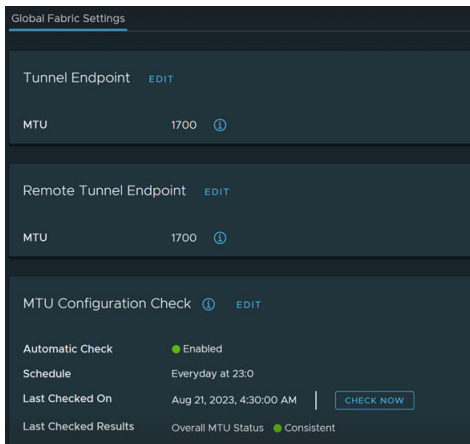 Global Fabric Settings
Tunnel Endpoint EDIT
MTU 1700
Remote Tunnel Endpoint EDIT
MTU 1700
MTU Configuration Check EDIT
Automatic Check Enabled
Schedule Everyday at 23:0
Last Checked On Aug 21, 2023, 4:30:00 AM CHECK NOW
Last Checked Results Overall MTU Status Consistent